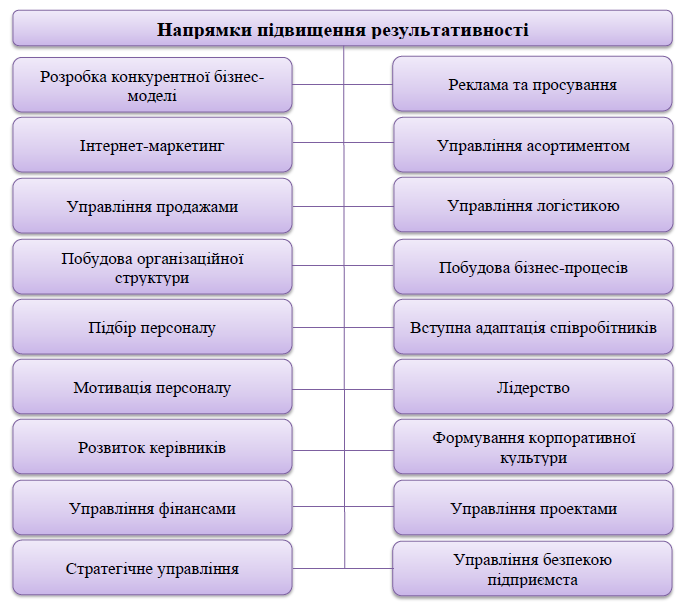 Напрямки підвищення результативності
Розробка конкурентної бізнес-
моделі
Реклама та просування
Інтернет-маркетинг
Управління асортиментом
Управління продажами
Управління логістикою
Побудова організаційної
структури
Побудова бізнес-процесів
Підбір персоналу
Вступна адаптація співробітників
Мотивація персоналу
Лідерство
Розвиток керівників
Формування корпоративної
культури
Управління фінансами
Управління проектами
Стратегічне управління
Управління безпекою
підприємста